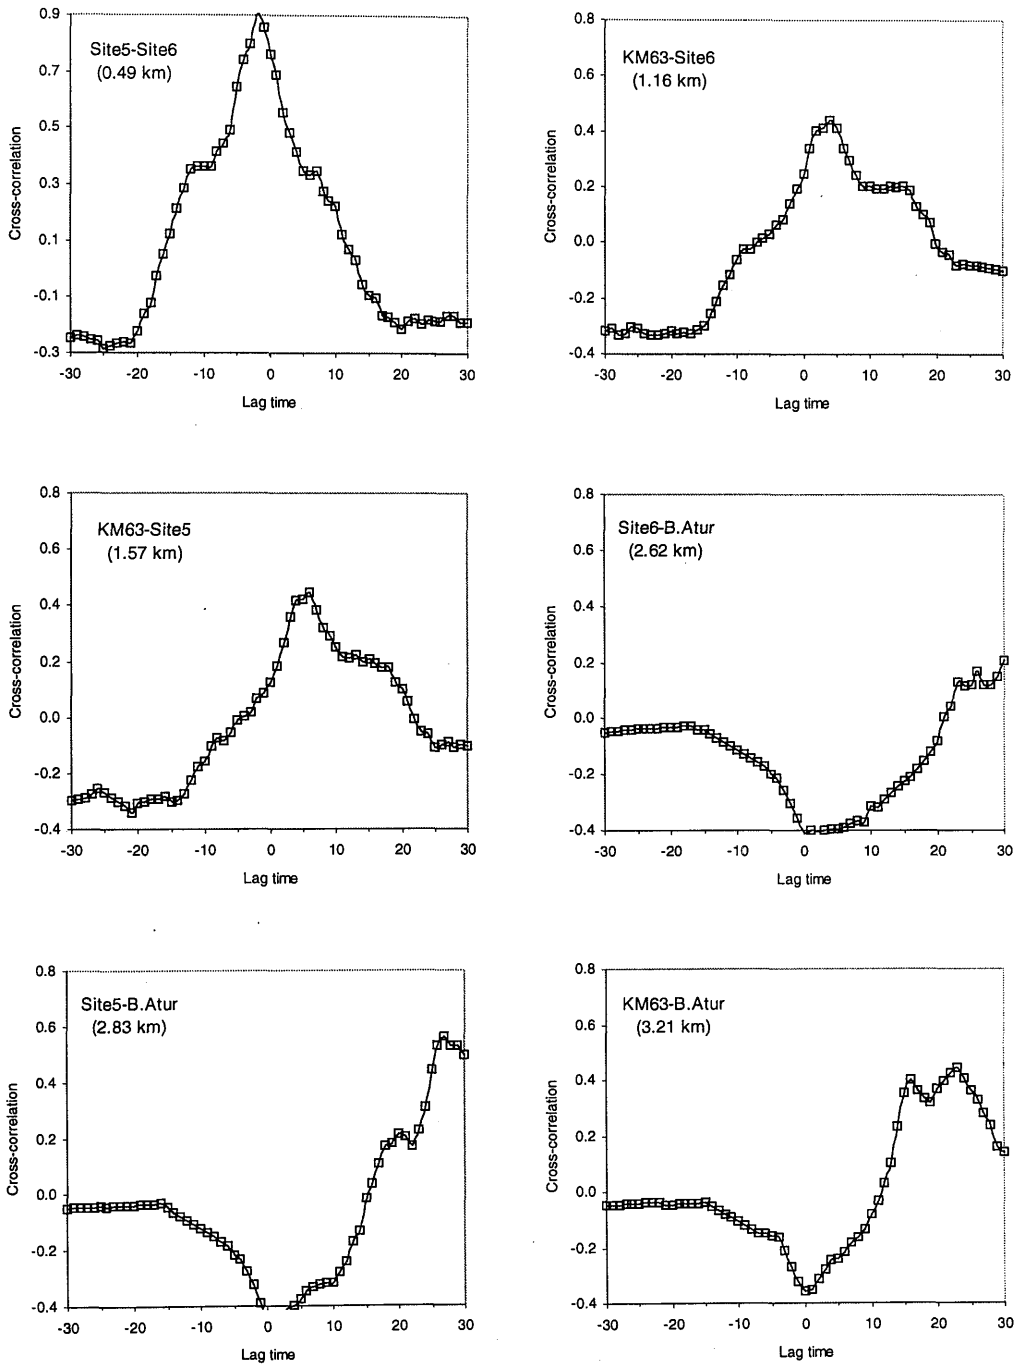 0.9
0.7
0.5
0.3
0.1
-0.1
-0.3
Cross-correlation
Site5-Site6
(0.49 km)
-30 -20 -10 0 10 20 30
Lag time
0.8
0.6
0.4
0.2
0.0
-0.2
-0.4
Cross-correlation
KM63-Site6
(1.16 km)
-30 -20 -10 0 10 20 30
Lag time
0.8
0.6
0.4
0.2
0.0
-0.2
-0.4
Cross-correlation
KM63-Site5
(1.57 km)
-30 -20 -10 0 10 20 30
Lag time
0.8
0.6
0.4
0.2
0.0
-0.2
-0.4
Cross-correlation
Site6-B.Atur
(2.62 km)
-30 -20 -10 0 10 20 30
Lag time
0.8
0.6
0.4
0.2
0.0
-0.2
-0.4
Cross-correlation
Site5-B.Atur
(2.83 km)
-30 -20 -10 0 10 20 30
Lag time
0.8
0.6
0.4
0.2
0.0
-0.2
-0.4
Cross-correlation
KM63-B.Atur
(3.21 km)
-30 -20 -10 0 10 20 30
Lag time